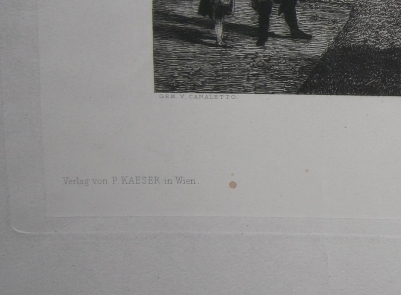 GEM. V. CANALETTO.
Verlag von P. KAESER in Wien.